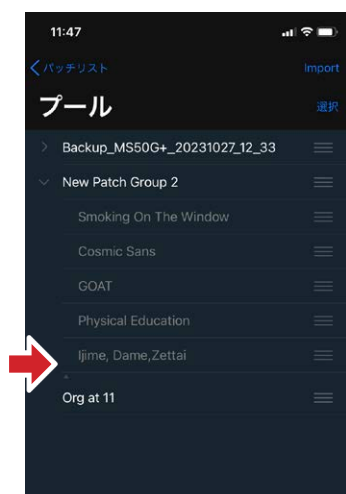 11:47
パッチリスト
Import
プール
選択
Backup_MS50G+_20231027_12_33
New Patch Group 2
Smoking On The Window
Cosmic Sans
GOAT
Physical Education
Ijime, Dame,Zettai
Org at 11